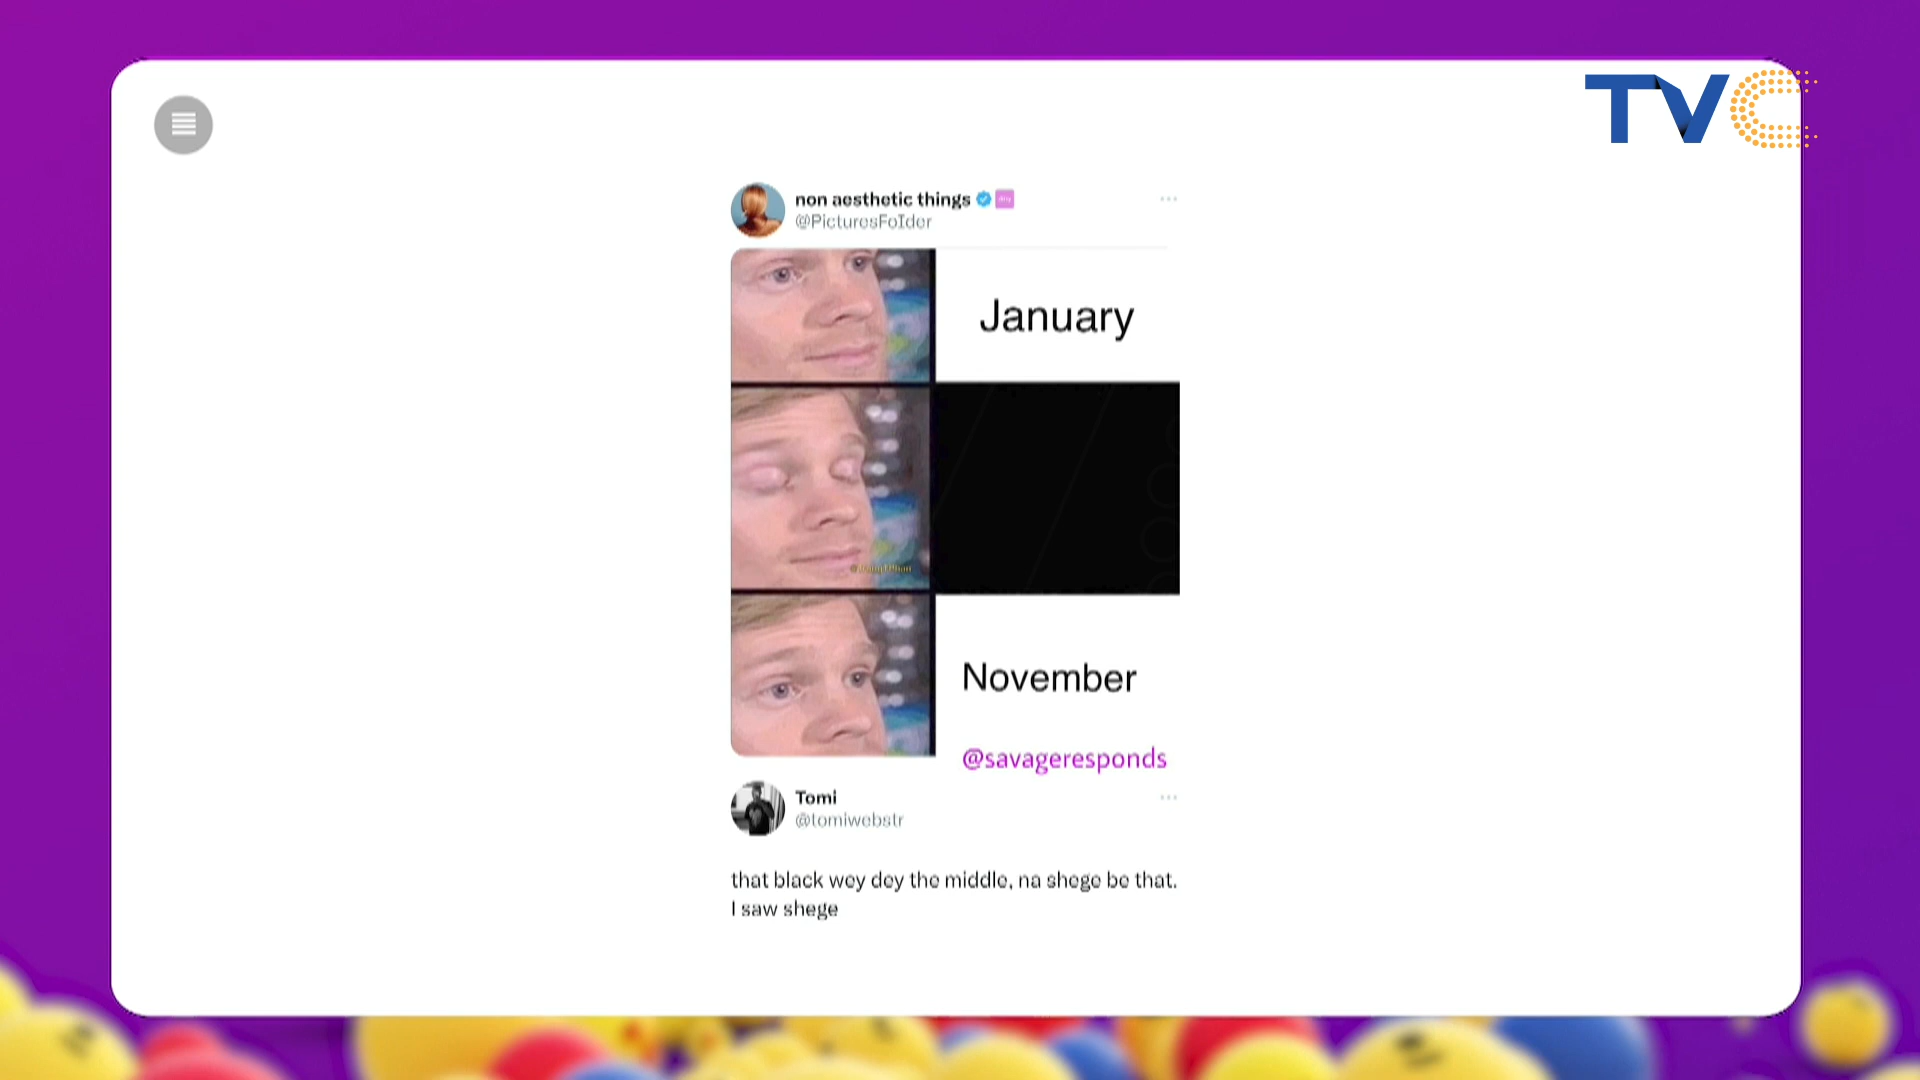 TVC
non aesthetic things
@PicturesFoIder
January
November
@savageresponds
Tomi
@tomiwebstr
that black wey dey the middle, na shege be that.
I saw shege